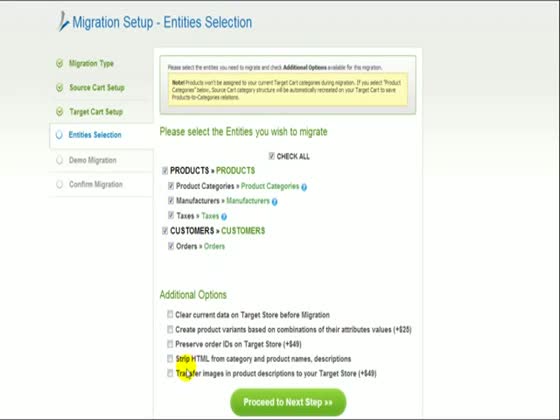 Migration Setup - Entities Selection
Migration Type
Source Cart Setup
Target Cart Setup
Entities Selection
Demo Migration
Confirm Migration
Please select the entities you need to migrate and check Additional Options available for this migration.
Note! Products won't be assigned to your current Target Cart categories during migration. If you select "Product
Categories" below, Source Cart category structure will be automatically recreated on your Target Cart to save
Products-to-Categories relations.
Please select the Entities you wish to migrate
CHECK ALL
PRODUCTS » PRODUCTS
Product Categories » Product Categories ?
Manufacturers » Manufacturers ?
Taxes » Taxes ?
CUSTOMERS » CUSTOMERS
Orders » Orders
Additional Options
Clear current data on Target Store before Migration
Create product variants based on combinations of their attributes values (+$25)
Preserve order IDs on Target Store (+$49)
Strip HTML from category and product names, descriptions
Transfer images in product descriptions to your Target Store (+$49)
Proceed to Next Step »»